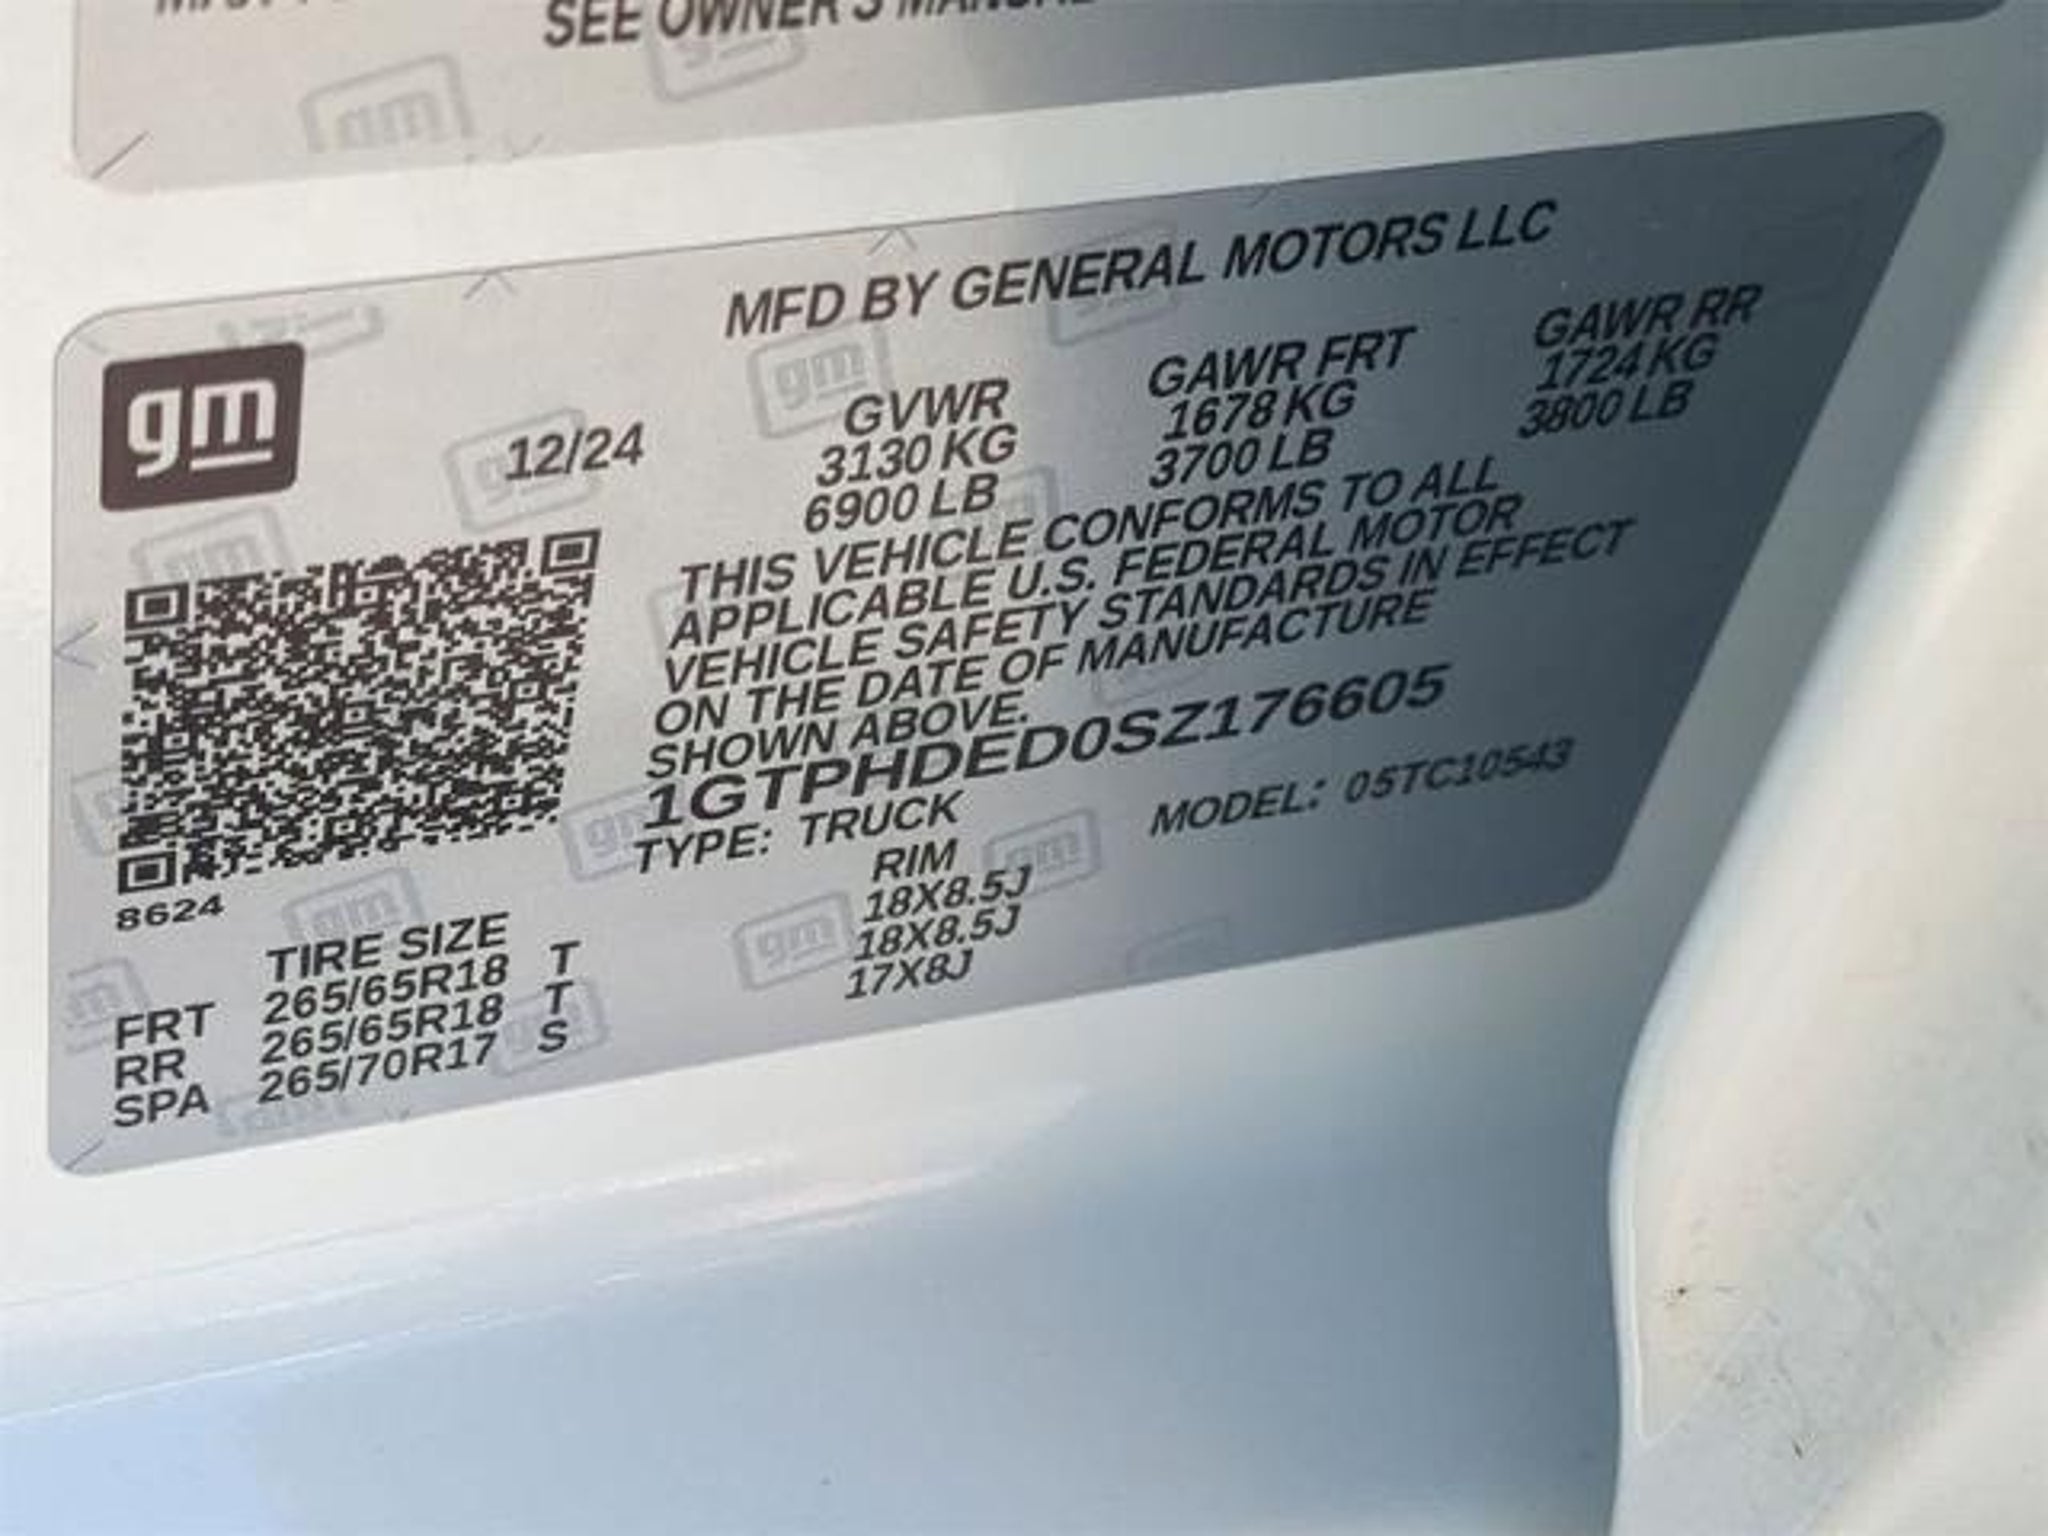 SEE OWNER'S MANUAL
gm
MFD BY GENERAL MOTORS LLC
12/24
GVWR GAWR FRT GAWR RR
3130 KG 1678 KG 1724 KG
6900 LB 3700 LB 3800 LB
THIS VEHICLE CONFORMS TO ALL
APPLICABLE U.S. FEDERAL MOTOR
VEHICLE SAFETY STANDARDS IN EFFECT
ON THE DATE OF MANUFACTURE
SHOWN ABOVE.
1GTPHDED0SZ176605
TYPE: TRUCK MODEL: 05TC10543
8624
TIRE SIZE RIM
FRT 265/65R18 T 18X8.5J
RR 265/65R18 T 18X8.5J
SPA 265/70R17 S 17X8J